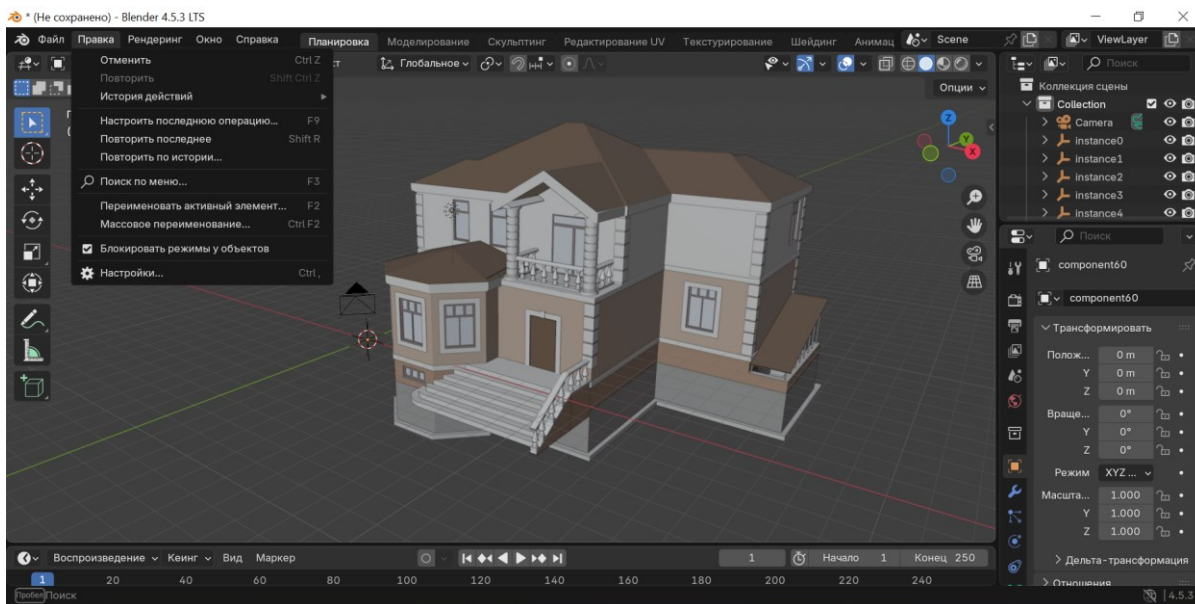 * (Не сохранено) - Blender 4.5.3 LTS
Файл Правка Рендеринг Окно Справка Планировка Моделирование Скульптинг Редактирование UV Текстурирование Шейдинг Анимац Scene ViewLayer
Глобальное
Опции
Отменить Ctrl Z
Повторить Shift Ctrl Z
История действий
Настроить последнюю операцию... F9
Повторить последнее Shift R
Повторить по истории...
Поиск по меню... F3
Переименовать активный элемент... F2
Массовое переименование... Ctrl F2
Блокировать режимы у объектов
Настройки... Ctrl ,
Z
Y
X
Поиск
Коллекция сцены
Collection
Camera
instance0
instance1
instance2
instance3
instance4
Поиск
component60
component60
Трансформировать
Полож... 0 m
Y 0 m
Z 0 m
Враще... 0°
Y 0°
Z 0°
Режим XYZ ...
Масшта... 1.000
Y 1.000
Z 1.000
Дельта-трансформация
Отношения
Воспроизведение Кеинг Вид Маркер 1 Начало 1 Конец 250
1 20 40 60 80 100 120 140 160 180 200 220 240
Пробел Поиск 4.5.3